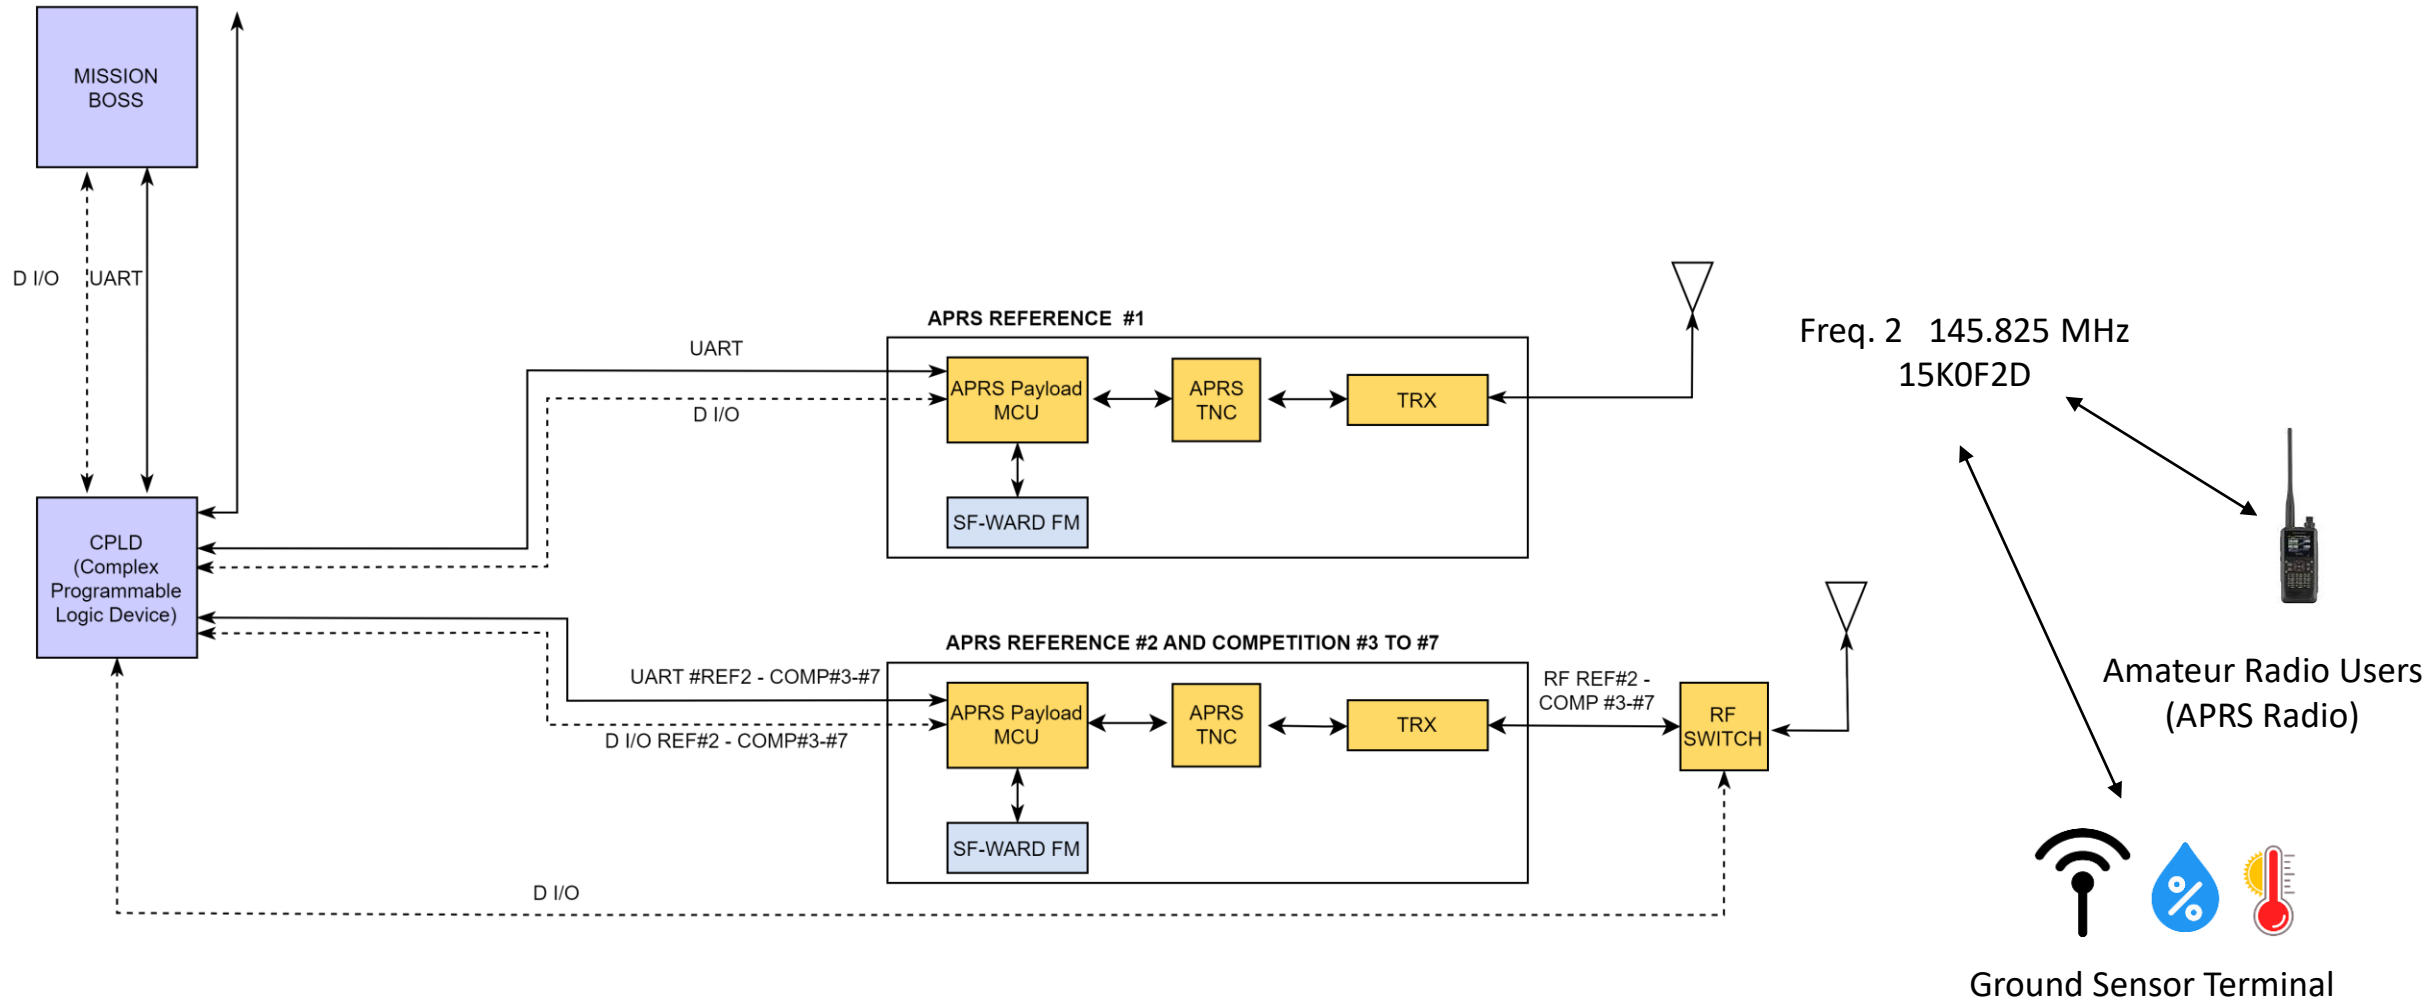 MISSION
BOSS
D I/O
UART
CPLD
(Complex
Programmable
Logic Device)
UART
D I/O
APRS REFERENCE #1
APRS Payload
MCU
APRS
TNC
TRX
SF-WARD FM
UART #REF2 - COMP#3-#7
D I/O REF#2 - COMP#3-#7
APRS REFERENCE #2 AND COMPETITION #3 TO #7
APRS Payload
MCU
APRS
TNC
TRX
SF-WARD FM
RF REF#2 -
COMP #3-#7
RF
SWITCH
D I/O
Freq. 2 145.825 MHz
15K0F2D
Amateur Radio Users
(APRS Radio)
%
Ground Sensor Terminal